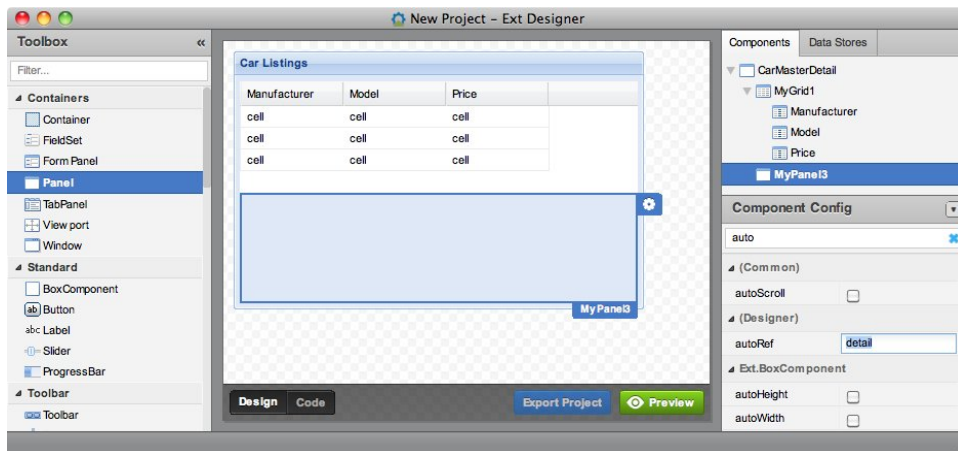 New Project – Ext Designer
Toolbox «
Filter...
Containers
Container
FieldSet
Form Panel
Panel
TabPanel
View port
Window
Standard
BoxComponent
ab Button
abc Label
Slider
ProgressBar
Toolbar
Toolbar
Car Listings
Manufacturer Model Price
cell cell cell
cell cell cell
cell cell cell
MyPanel3
Design Code Export Project Preview
Components Data Stores
CarMasterDetail
MyGrid1
Manufacturer
Model
Price
MyPanel3
Component Config
auto
(Common)
autoScroll
(Designer)
autoRef detail
Ext.BoxComponent
autoHeight
autoWidth